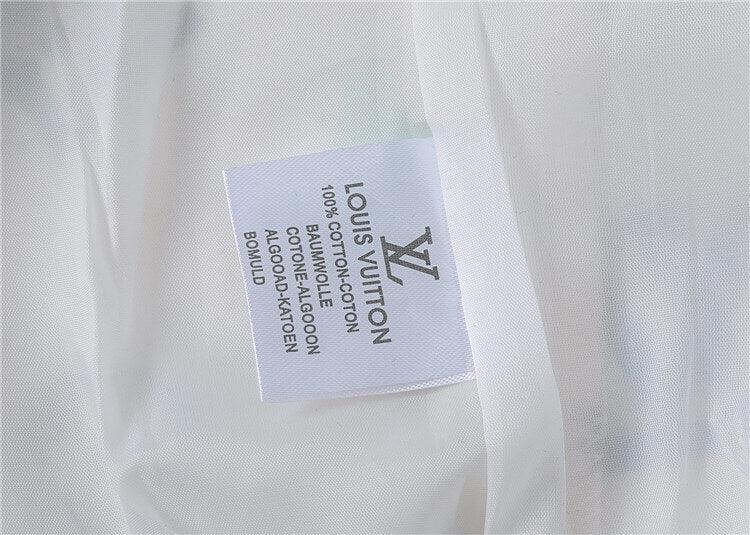 LV
LOUIS VUITTON
100% COTTON-COTON
BAUMWOLLE
COTONE-ALGOOON
ALGOOAD-KATOEN
BOMULD